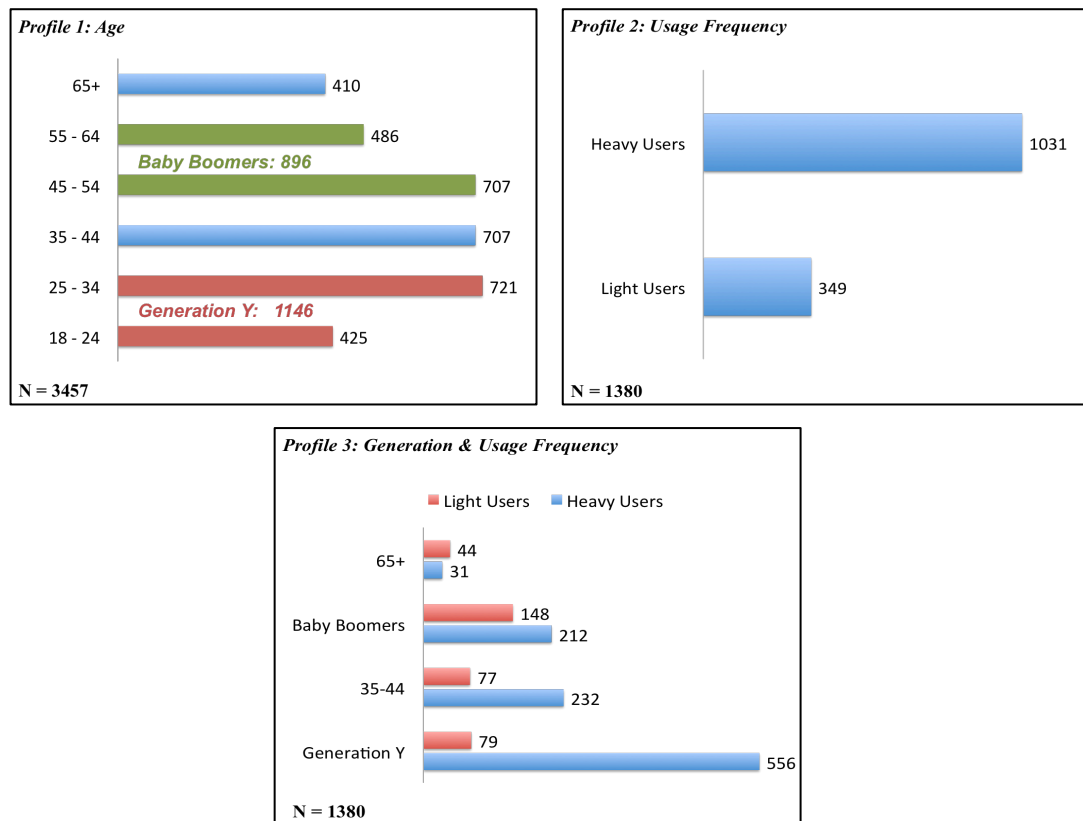 Profile 1: Age
65+
410
55 - 64
486
Baby Boomers: 896
45 - 54
707
35 - 44
707
25 - 34
721
Generation Y: 1146
18 - 24
425
N = 3457
Profile 2: Usage Frequency
Heavy Users
1031
Light Users
349
N = 1380
Profile 3: Generation & Usage Frequency
Light Users Heavy Users
65+
44
31
Baby Boomers
148
212
35-44
77
232
Generation Y
79
556
N = 1380